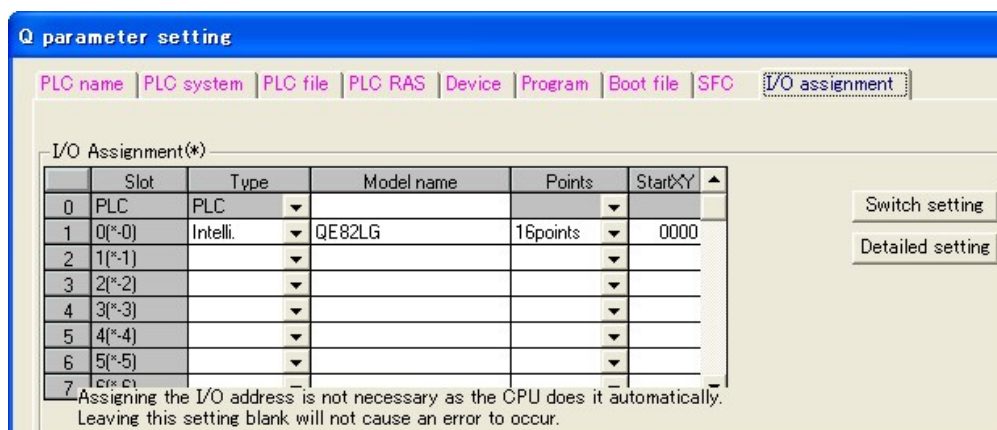 Q parameter setting
PLC name PLC system PLC file PLC RAS Device Program Boot file SFC I/O assignment
I/O Assignment(*)
Slot Type Model name Points StartXY
0 PLC PLC
1 0(*-0) Intelli. QE82LG 16points 0000
2 1(*-1)
3 2(*-2)
4 3(*-3)
5 4(*-4)
6 5(*-5)
7 6(*-6)
Switch setting
Detailed setting
Assigning the I/O address is not necessary as the CPU does it automatically.
Leaving this setting blank will not cause an error to occur.